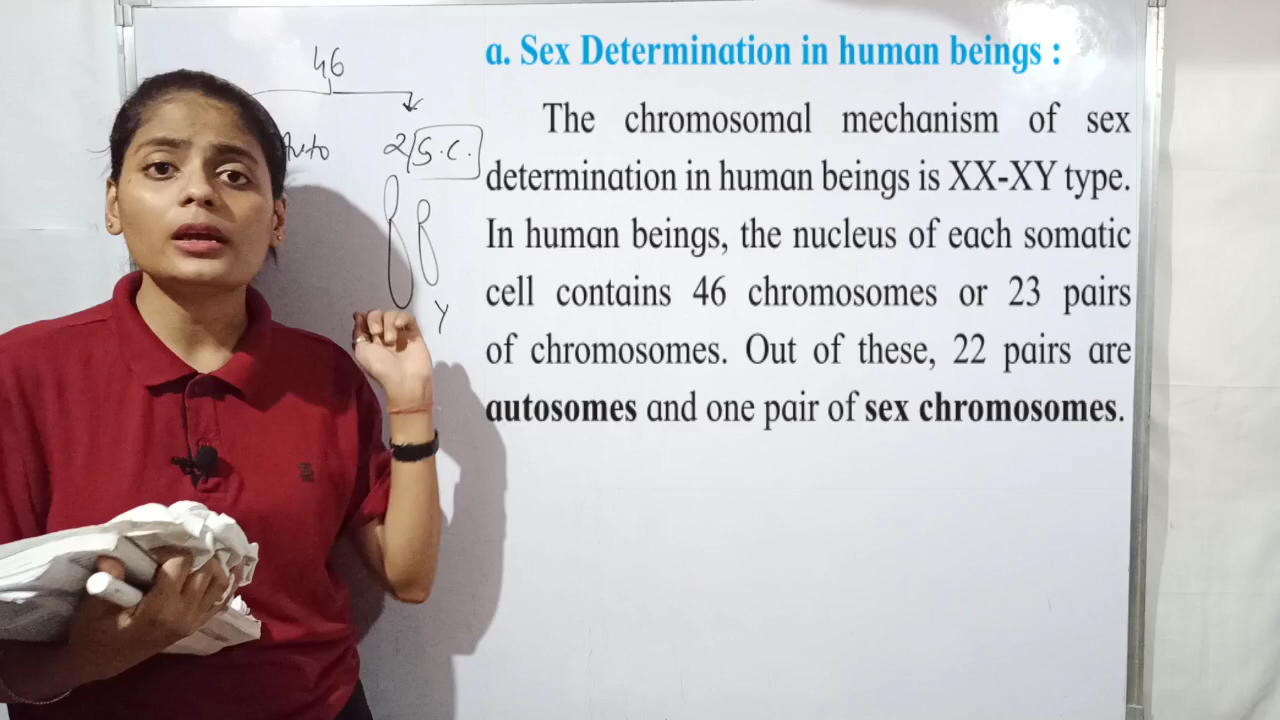 46
Auto 2 S.C.
Y
a. Sex Determination in human beings :
The chromosomal mechanism of sex
determination in human beings is XX-XY type.
In human beings, the nucleus of each somatic
cell contains 46 chromosomes or 23 pairs
of chromosomes. Out of these, 22 pairs are
autosomes and one pair of sex chromosomes.